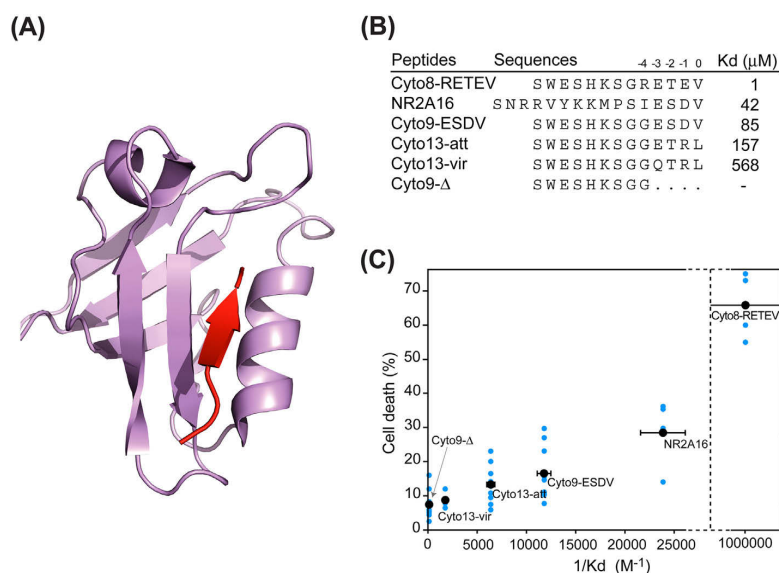 (A)
(B)
Peptides Sequences -4 -3 -2 -1 0 Kd (μM)
Cyto8-RETEV SWESHKSGRETEV 1
NR2A16 SNRRVYKKMPSIESDV 42
Cyto9-ESDV SWESHKSGGESDV 85
Cyto13-att SWESHKSGGETRL 157
Cyto13-vir SWESHKSGGQTRL 568
Cyto9-Δ SWESHKSGG.... -
(C)
Cell death (%)
70
60
50
40
30
20
10
0
Cyto8-RETEV
NR2A16
Cyto9-Δ
Cyto9-ESDV
Cyto13-att
Cyto13-vir
0 5000 10000 15000 20000 25000 1000000
1/Kd (M⁻¹)